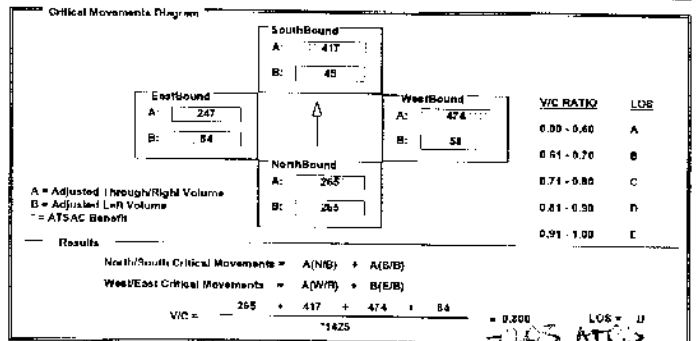 Critical Movements Diagram
SouthBound
A: 417
B: 45
EastBound
A: 247
B: 64
WestBound
A: 474
B: 58
NorthBound
A: 265
B: 265
A = Adjusted Through/Right Volume
B = Adjusted Left Volume
* = ATSAC Benefit
V/C RATIO LOS
0.00 - 0.60 A
0.61 - 0.70 B
0.71 - 0.80 C
0.81 - 0.90 D
0.91 - 1.00 E
Results
North/South Critical Movements = A(N/B) + A(S/B)
West/East Critical Movements = A(W/B) + B(E/B)
V/C = 265 + 417 + 474 + 64
*1425
= 0.800 LOS = D